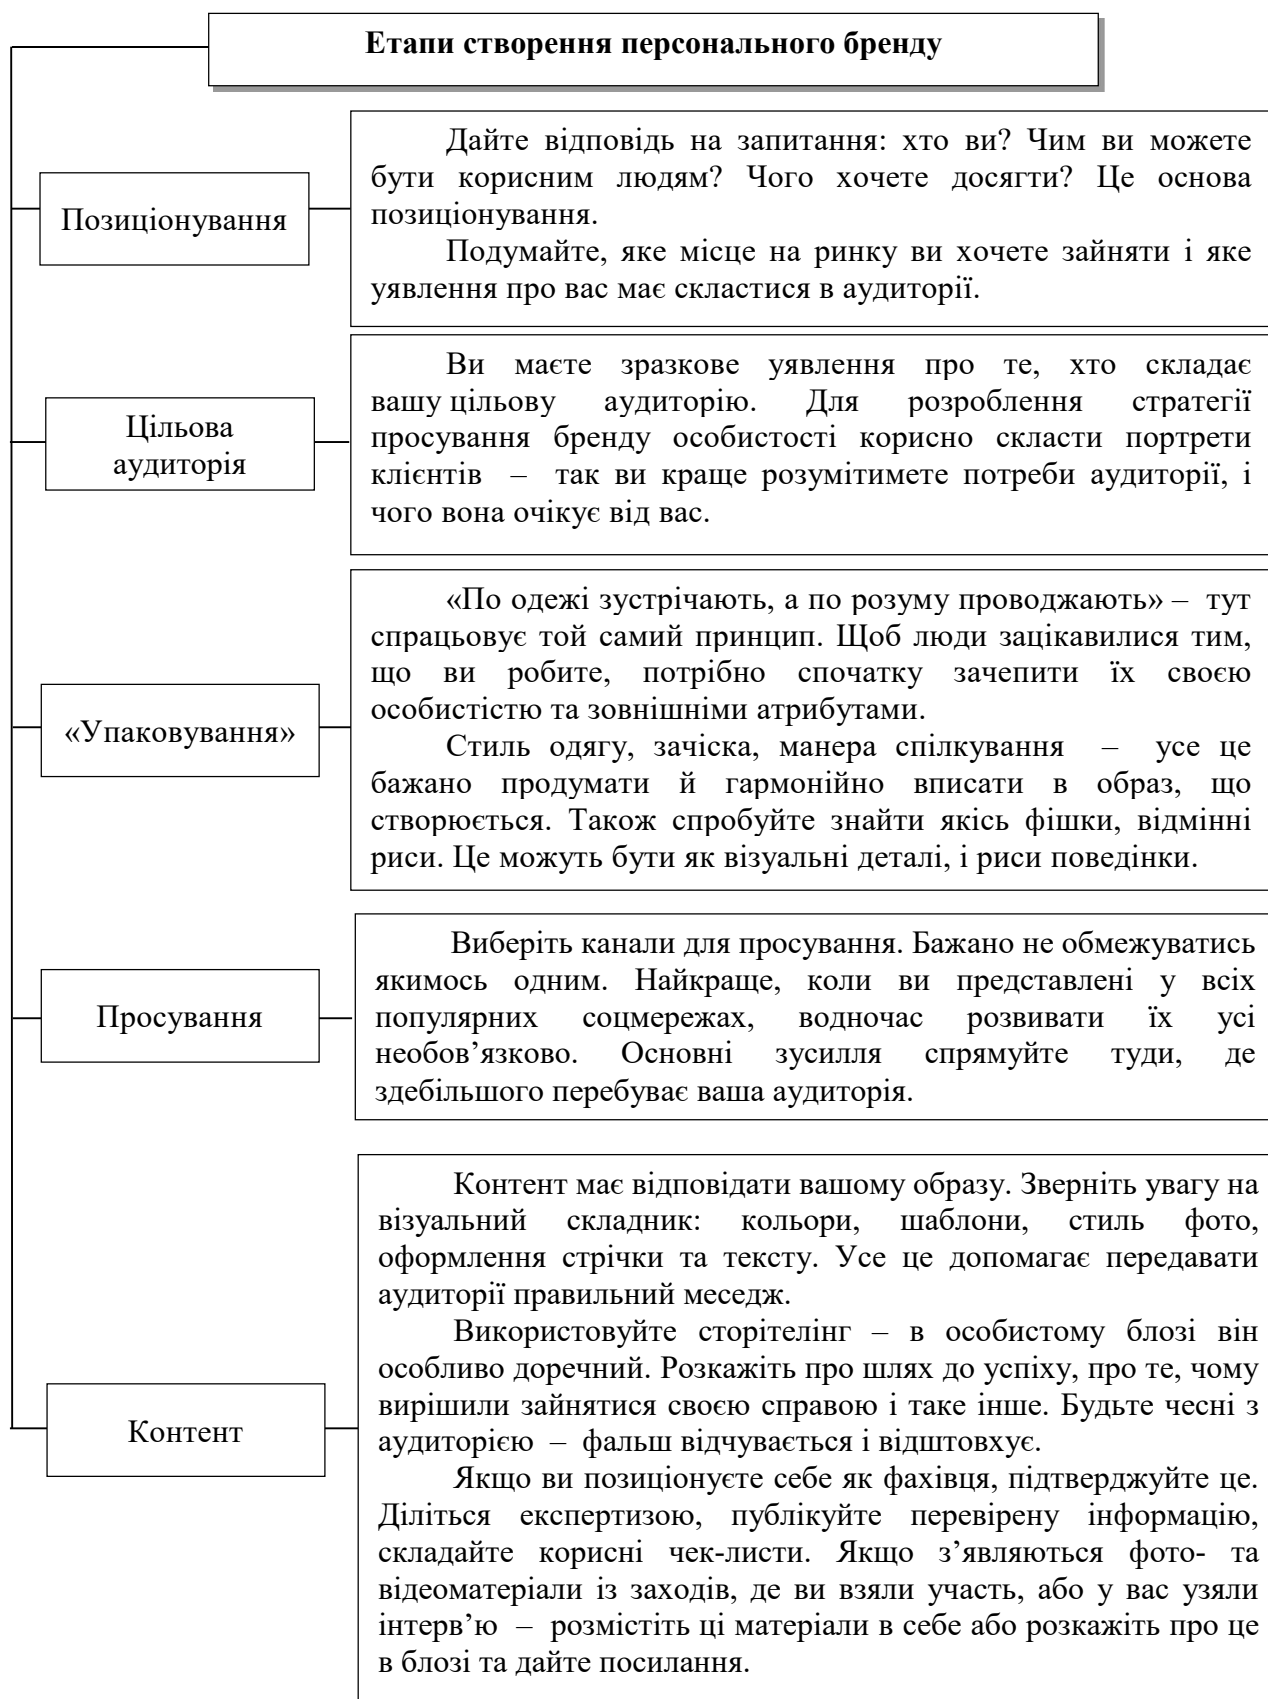 Етапи створення персонального бренду
Позиціонування
Дайте відповідь на запитання: хто ви? Чим ви можете
бути корисним людям? Чого хочете досягти? Це основа
позиціонування.
Подумайте, яке місце на ринку ви хочете зайняти і яке
уявлення про вас має скластися в аудиторії.
Цільова
аудиторія
Ви маєте зразкове уявлення про те, хто складає
вашу цільову аудиторію. Для розроблення стратегії
просування бренду особистості корисно скласти портрети
клієнтів – так ви краще розумітимете потреби аудиторії, і
чого вона очікує від вас.
«Упаковування»
«По одежі зустрічають, а по розуму проводжають» – тут
спрацьовує той самий принцип. Щоб люди зацікавилися тим,
що ви робите, потрібно спочатку зачепити їх своєю
особистістю та зовнішніми атрибутами.
Стиль одягу, зачіска, манера спілкування – усе це
бажано продумати й гармонійно вписати в образ, що
створюється. Також спробуйте знайти якісь фішки, відмінні
риси. Це можуть бути як візуальні деталі, і риси поведінки.
Просування
Виберіть канали для просування. Бажано не обмежуватись
якимось одним. Найкраще, коли ви представлені у всіх
популярних соцмережах, водночас розвивати їх усі
необов’язково. Основні зусилля спрямуйте туди, де
здебільшого перебуває ваша аудиторія.
Контент
Контент має відповідати вашому образу. Зверніть увагу на
візуальний складник: кольори, шаблони, стиль фото,
оформлення стрічки та тексту. Усе це допомагає передавати
аудиторії правильний меседж.
Використовуйте сторітелінг – в особистому блозі він
особливо доречний. Розкажіть про шлях до успіху, про те, чому
вирішили зайнятися своєю справою і таке інше. Будьте чесні з
аудиторією – фальш відчувається і відштовхує.
Якщо ви позиціонуєте себе як фахівця, підтверджуйте це.
Діліться експертизою, публікуйте перевірену інформацію,
складайте корисні чек-листи. Якщо з’являються фото- та
відеоматеріали із заходів, де ви взяли участь, або у вас узяли
інтерв’ю – розмістіть ці матеріали в себе або розкажіть про це
в блозі та дайте посилання.